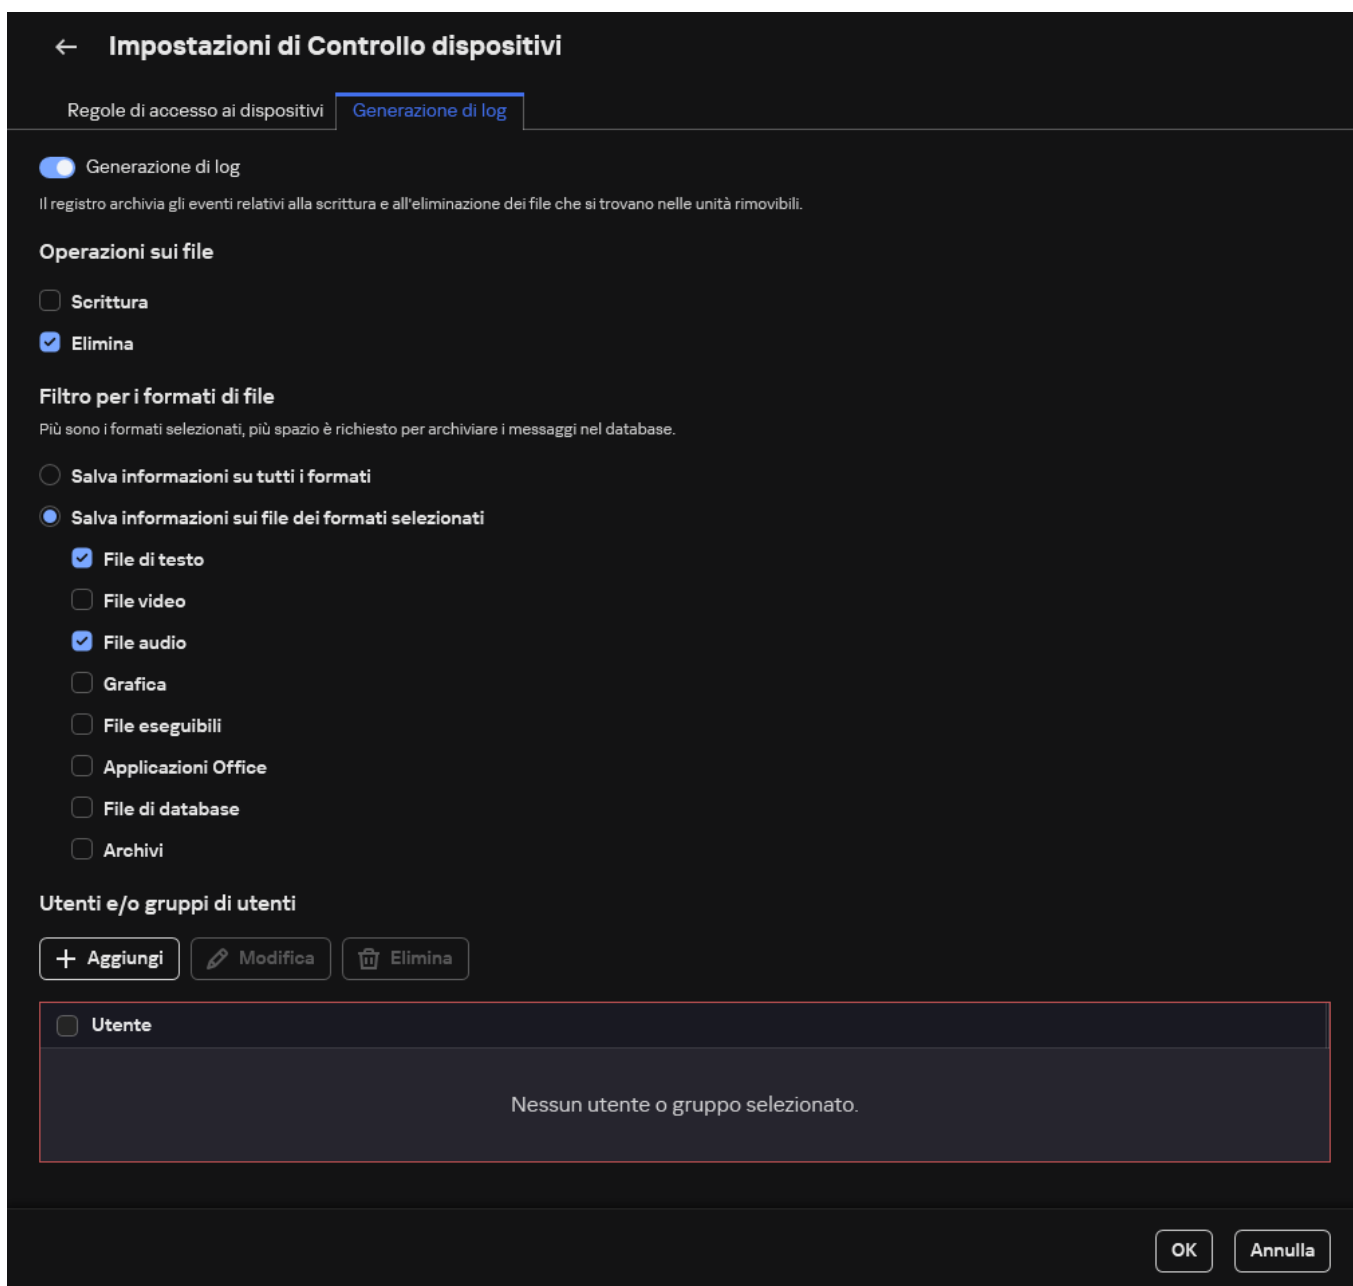 Impostazioni di Controllo dispositivi
Regole di accesso ai dispositivi Generazione di log
Generazione di log
Il registro archivia gli eventi relativi alla scrittura e all'eliminazione dei file che si trovano nelle unità rimovibili.
Operazioni sui file
Scrittura
Elimina
Filtro per i formati di file
Più sono i formati selezionati, più spazio è richiesto per archiviare i messaggi nel database.
Salva informazioni su tutti i formati
Salva informazioni sui file dei formati selezionati
File di testo
File video
File audio
Grafica
File eseguibili
Applicazioni Office
File di database
Archivi
Utenti e/o gruppi di utenti
Aggiungi Modifica Elimina
Utente
Nessun utente o gruppo selezionato.
OK Annulla